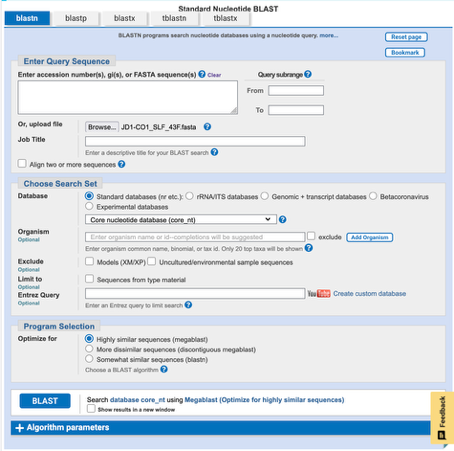 Standard Nucleotide BLAST
blastn blastp blastx tblastn tblastx
BLASTN programs search nucleotide databases using a nucleotide query. more...
Reset page
Bookmark
Enter Query Sequence
Enter accession number(s), gi(s), or FASTA sequence(s) ? Clear
Query subrange ?
From
To
Or, upload file Browse... JD1-CO1_SLF_43F.fasta ?
Job Title
Enter a descriptive title for your BLAST search ?
Align two or more sequences ?
Choose Search Set
Database Standard databases (nr etc.): rRNA/ITS databases Genomic + transcript databases Betacoronavirus
Experimental databases
Core nucleotide database (core_nt) ?
Organism
Optional
Enter organism name or id--completions will be suggested exclude Add Organism
Enter organism common name, binomial, or tax id. Only 20 top taxa will be shown ?
Exclude
Optional
Models (XM/XP) Uncultured/environmental sample sequences
Limit to
Optional
Sequences from type material
Entrez Query
Optional
You Tube Create custom database
Enter an Entrez query to limit search ?
Program Selection
Optimize for Highly similar sequences (megablast)
More dissimilar sequences (discontiguous megablast)
Somewhat similar sequences (blastn)
Choose a BLAST algorithm ?
BLAST
Search database core_nt using Megablast (Optimize for highly similar sequences)
Show results in a new window
+ Algorithm parameters
Feedback